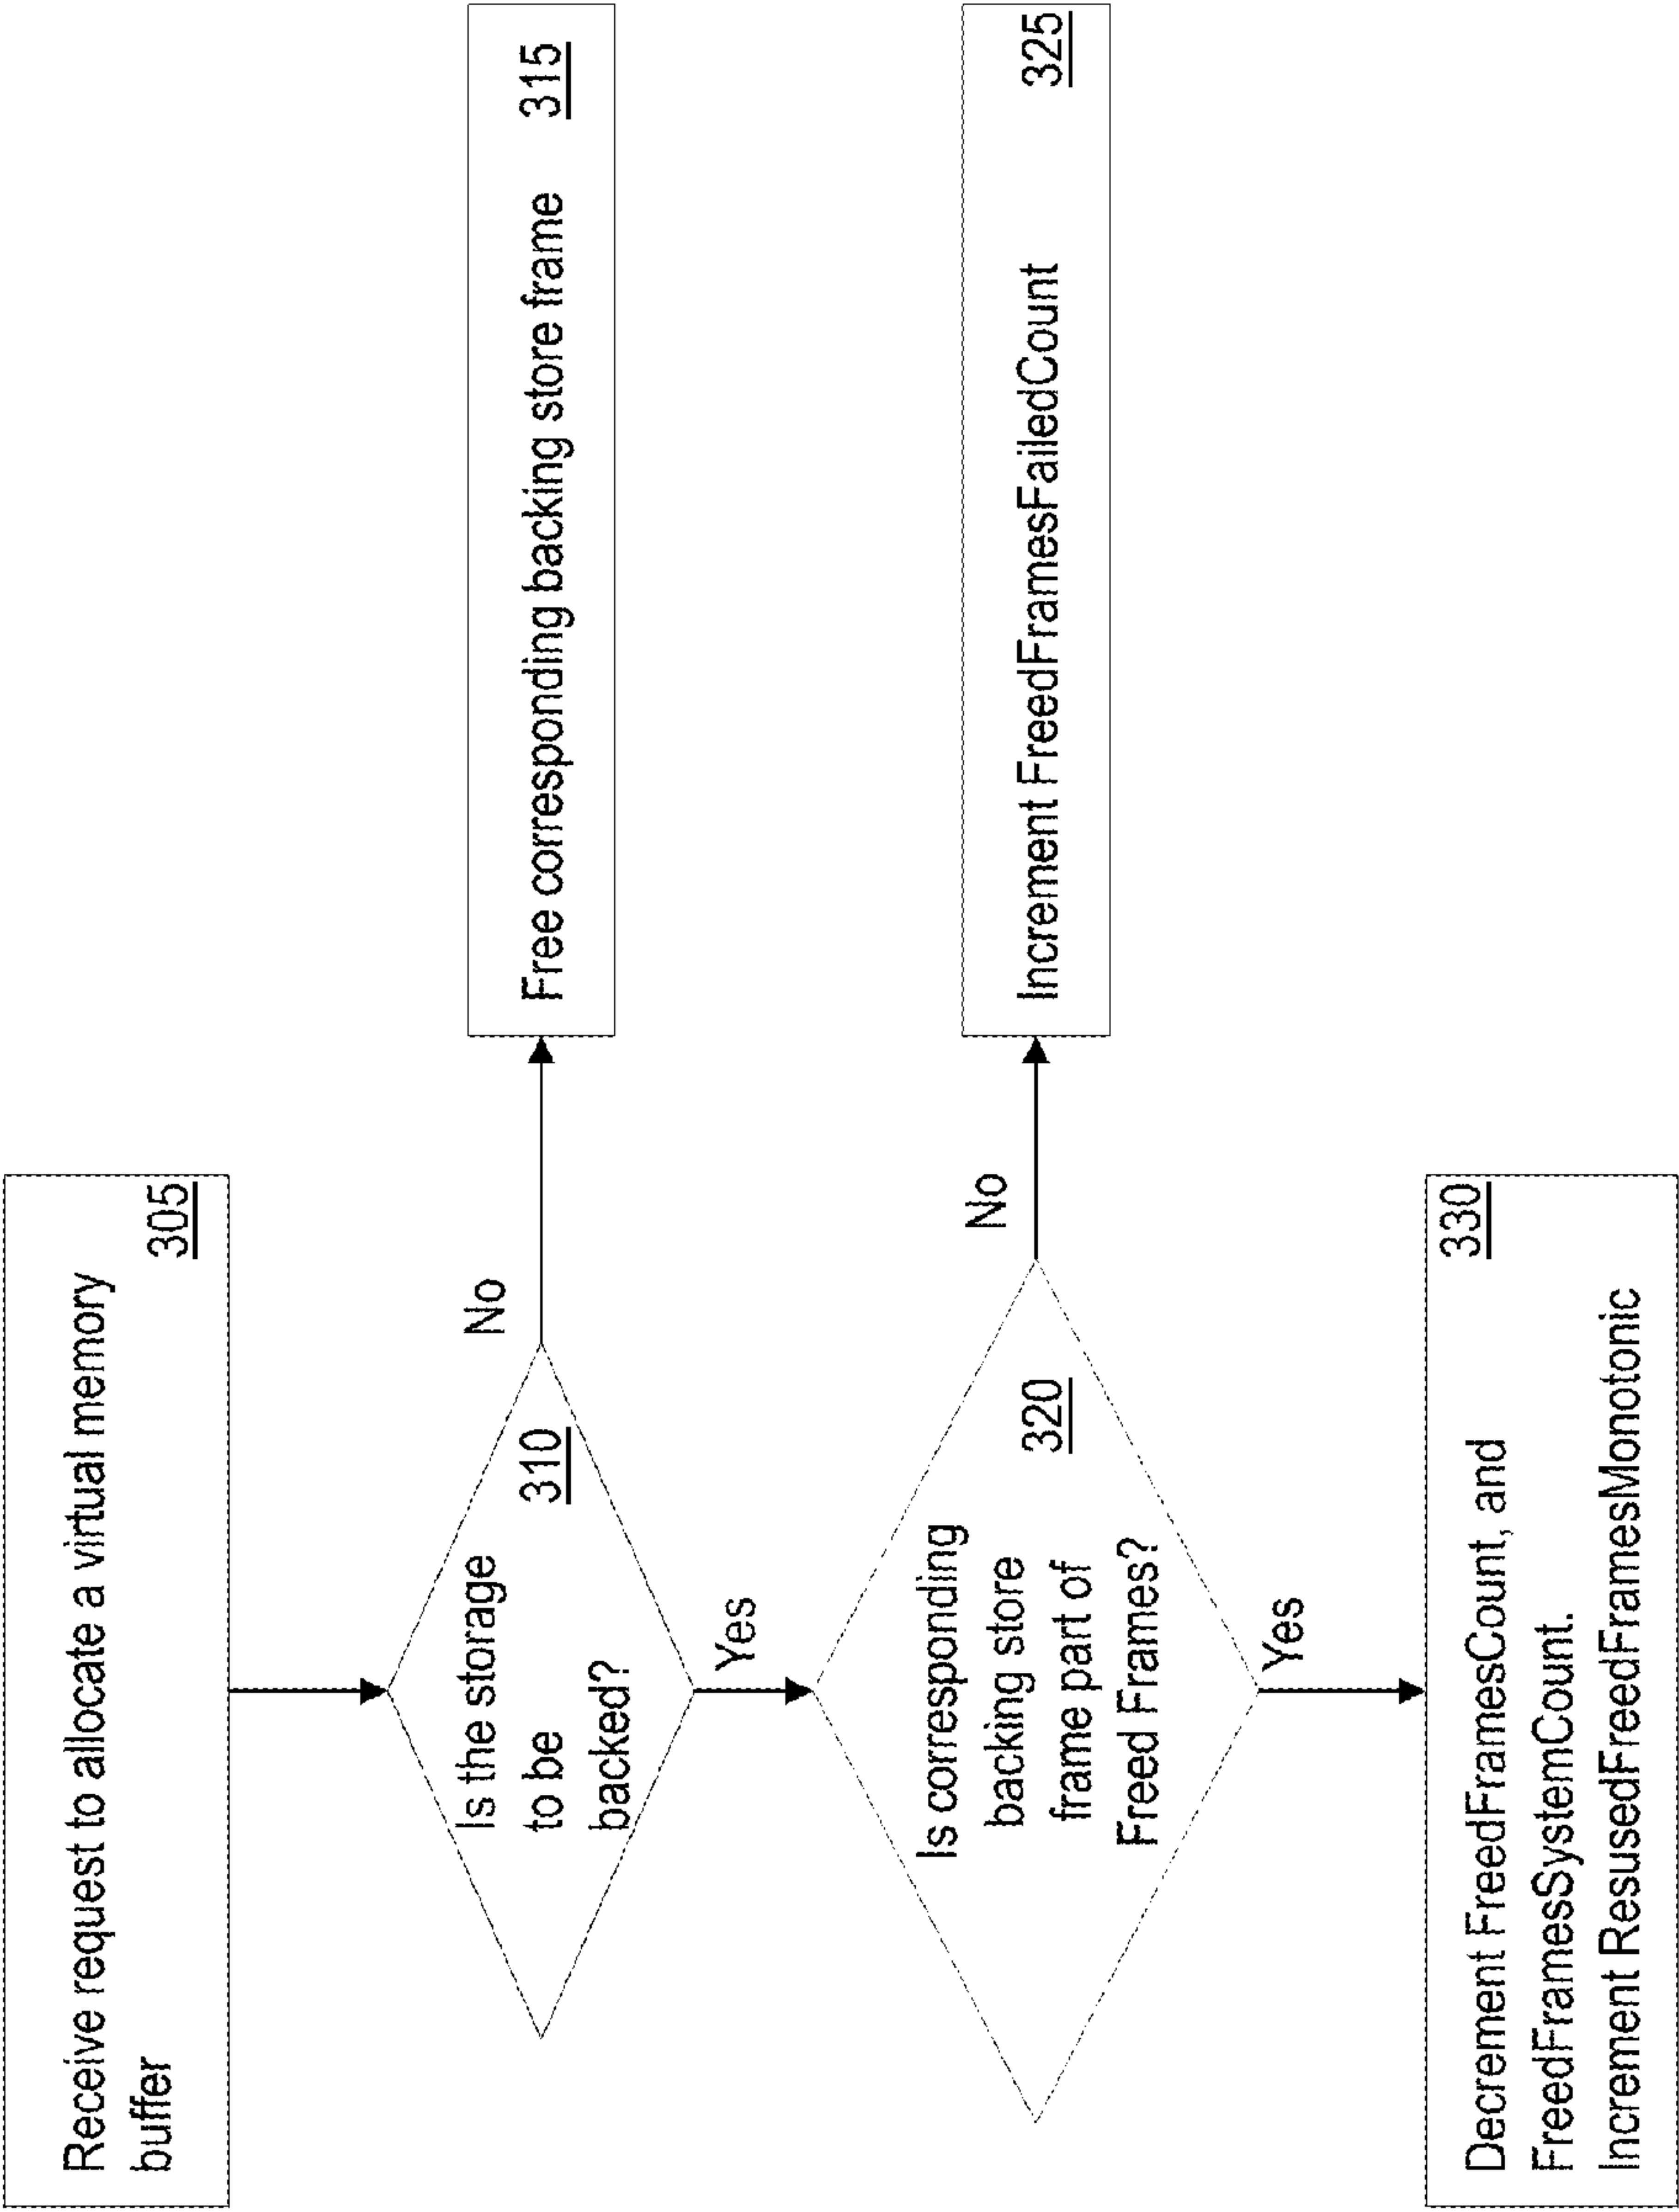 Receive request to allocate a virtual memory
buffer
305
Is the storage
to be
backed?
310
No
Free corresponding backing store frame 315
Yes
Is corresponding
backing store
frame part of
Freed Frames?
320
No
Increment FreedFramesFailedCount 325
Yes
330
Decrement FreedFramesCount, and
FreedFramesSystemCount.
Increment ResusedFreedFramesMonotonic